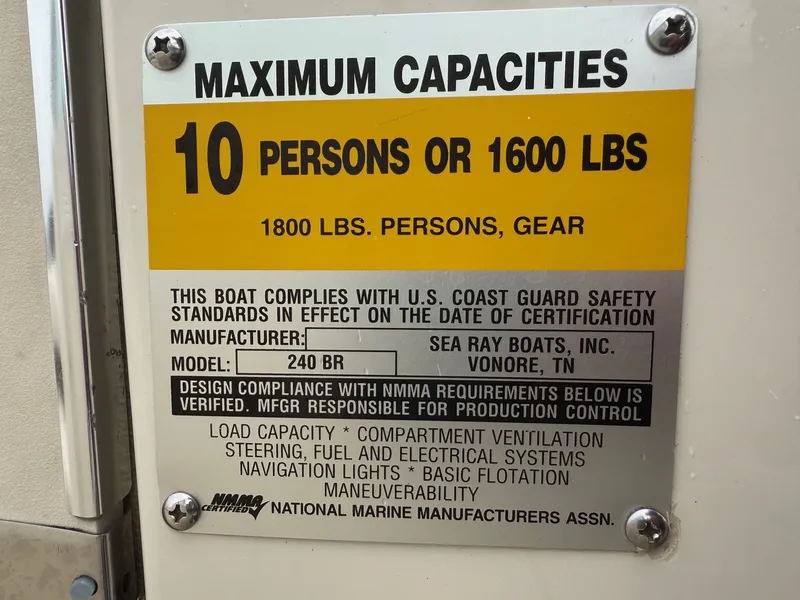 MAXIMUM CAPACITIES
10 PERSONS OR 1600 LBS
1800 LBS. PERSONS, GEAR
THIS BOAT COMPLIES WITH U.S. COAST GUARD SAFETY
STANDARDS IN EFFECT ON THE DATE OF CERTIFICATION
MANUFACTURER: SEA RAY BOATS, INC.
MODEL: 240 BR VONORE, TN
DESIGN COMPLIANCE WITH NMMA REQUIREMENTS BELOW IS
VERIFIED. MFGR RESPONSIBLE FOR PRODUCTION CONTROL
LOAD CAPACITY * COMPARTMENT VENTILATION
STEERING, FUEL AND ELECTRICAL SYSTEMS
NAVIGATION LIGHTS * BASIC FLOTATION
MANEUVERABILITY
NMMA
CERTIFIED NATIONAL MARINE MANUFACTURERS ASSN.